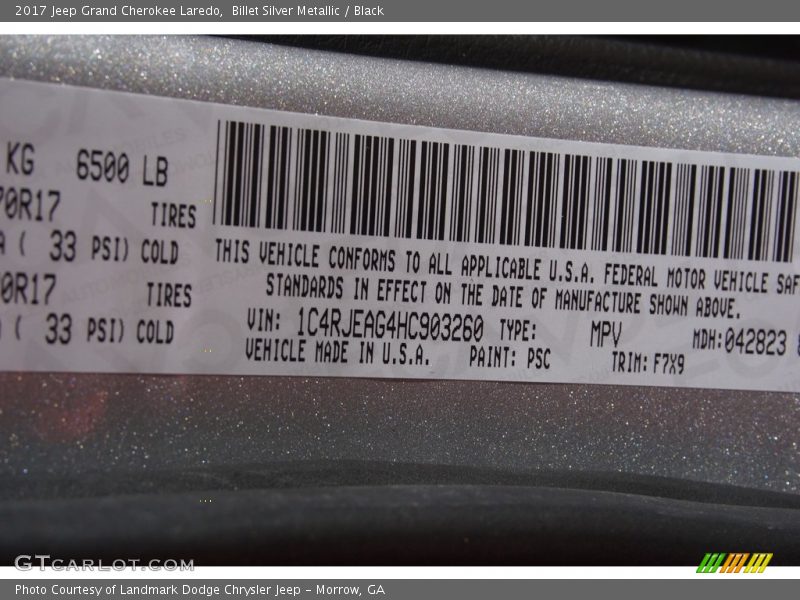 2017 Jeep Grand Cherokee Laredo, Billet Silver Metallic / Black
KG 6500 LB
70R17 TIRES
( 33 PSI) COLD
0R17 TIRES
( 33 PSI) COLD
THIS VEHICLE CONFORMS TO ALL APPLICABLE U.S.A. FEDERAL MOTOR VEHICLE SAF
STANDARDS IN EFFECT ON THE DATE OF MANUFACTURE SHOWN ABOVE.
VIN: 1C4RJEAG4HC903260 TYPE: MPV MDH:042823
VEHICLE MADE IN U.S.A. PAINT: PSC TRIM: F7X9
GTCARLOT.COM
Photo Courtesy of Landmark Dodge Chrysler Jeep - Morrow, GA